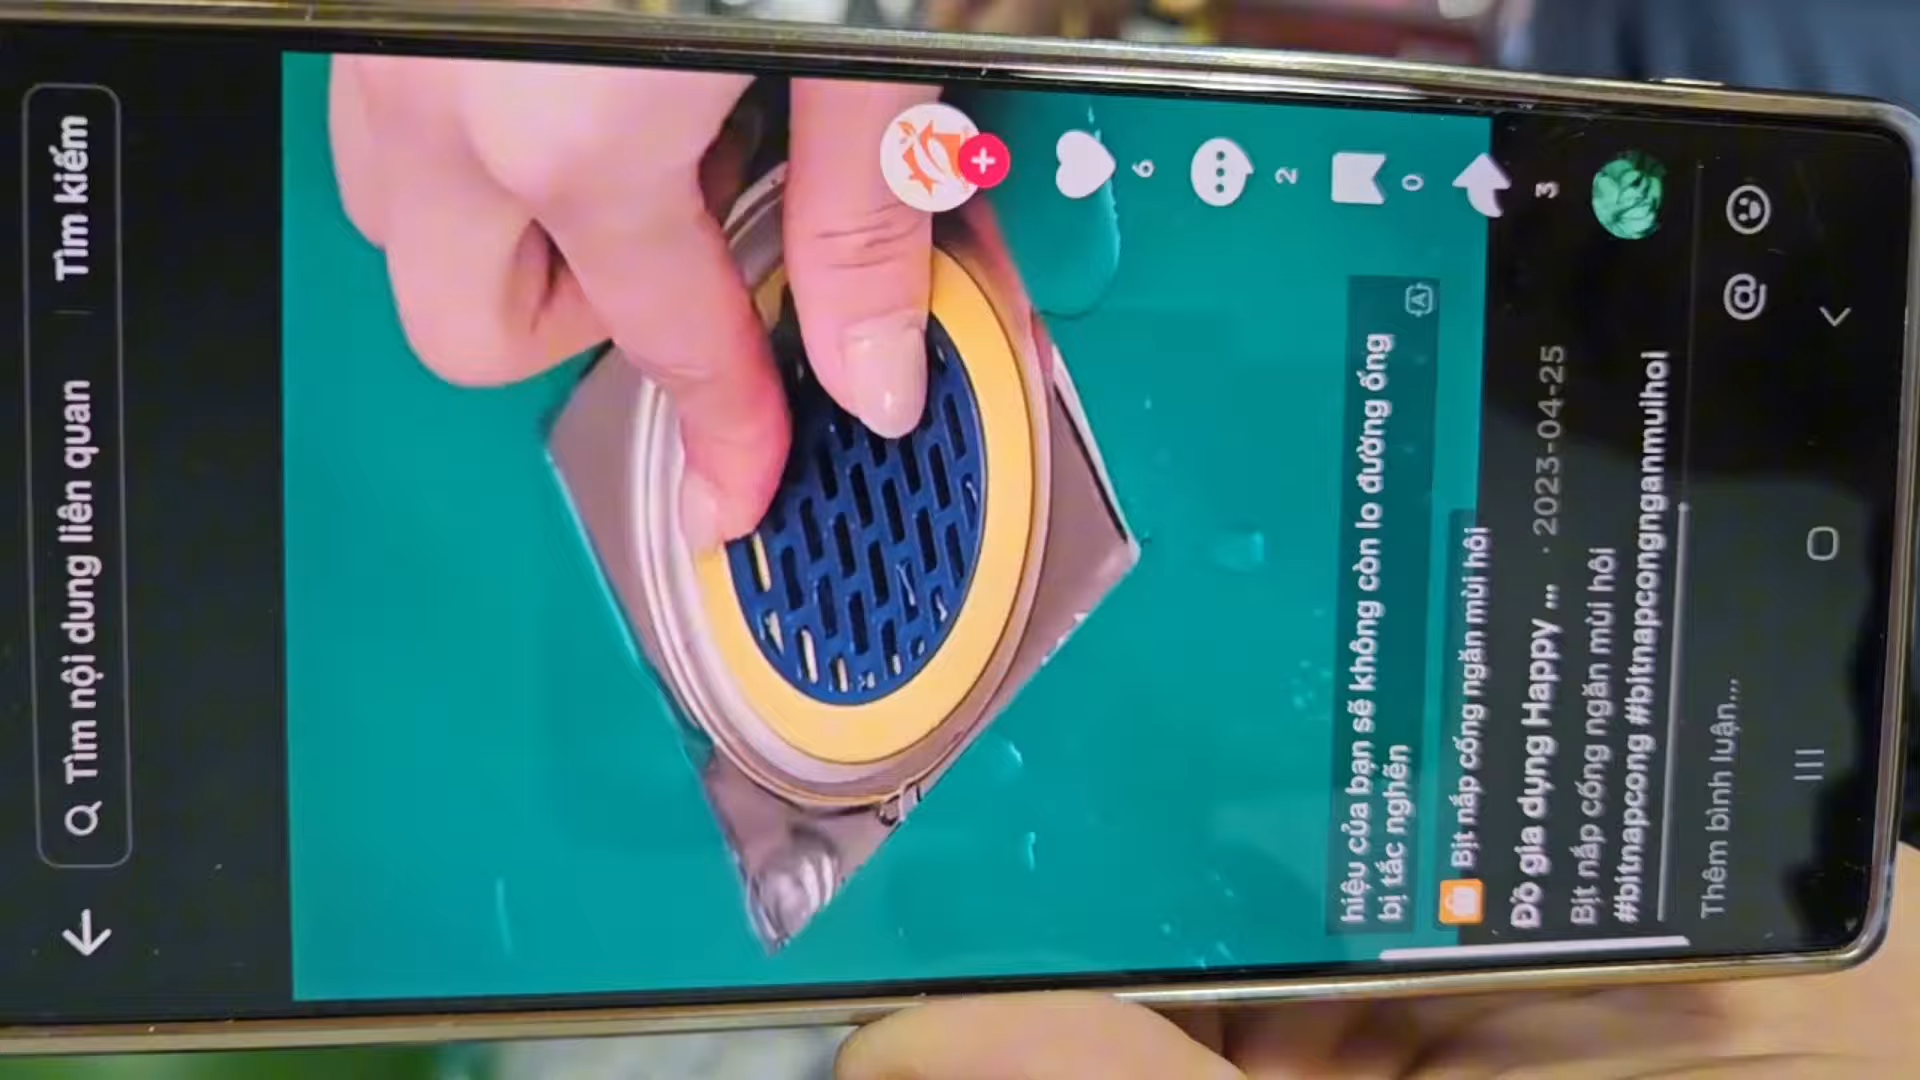 Tìm nội dung liên quan
Tìm kiếm
6
2
0
3
hiệu của bạn sẽ không còn lo đường ống
bị tắc nghẽn
Bịt nắp cống ngăn mùi hôi
Đồ gia dụng Happy ... · 2023-04-25
Bịt nắp cống ngăn mùi hôi
#bitnapcong #bitnapcongnganmuihoi
Thêm bình luận...
@